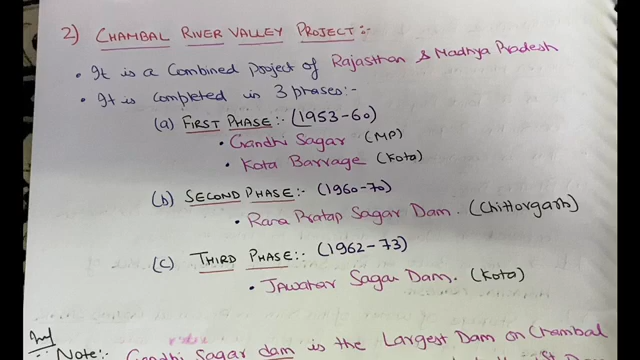 2) CHAMBAL RIVER VALLEY PROJECT:-
• It is a Combined project of Rajasthan & Madhya Pradesh
• It is completed in 3 phases:-
(a) FIRST PHASE:- (1953-60)
• Gandhi Sagar (MP)
• Kota Barrage (Kota)
(b) SECOND PHASE:- (1960-70)
• Rana Pratap Sagar Dam. (Chittorgarh)
(c) THIRD PHASE:- (1962-73)
• Jawahar Sagar Dam. (Kota)
Note:- Gandhi Sagar dam is the Largest Dam on Chambal